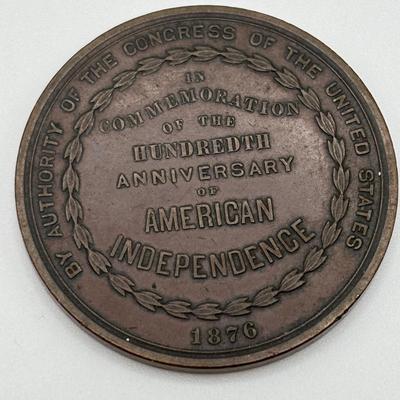 BY AUTHORITY OF THE CONGRESS OF THE UNITED STATES
IN
COMMEMORATION
OF THE
HUNDREDTH
ANNIVERSARY
OF
AMERICAN
INDEPENDENCE
1876